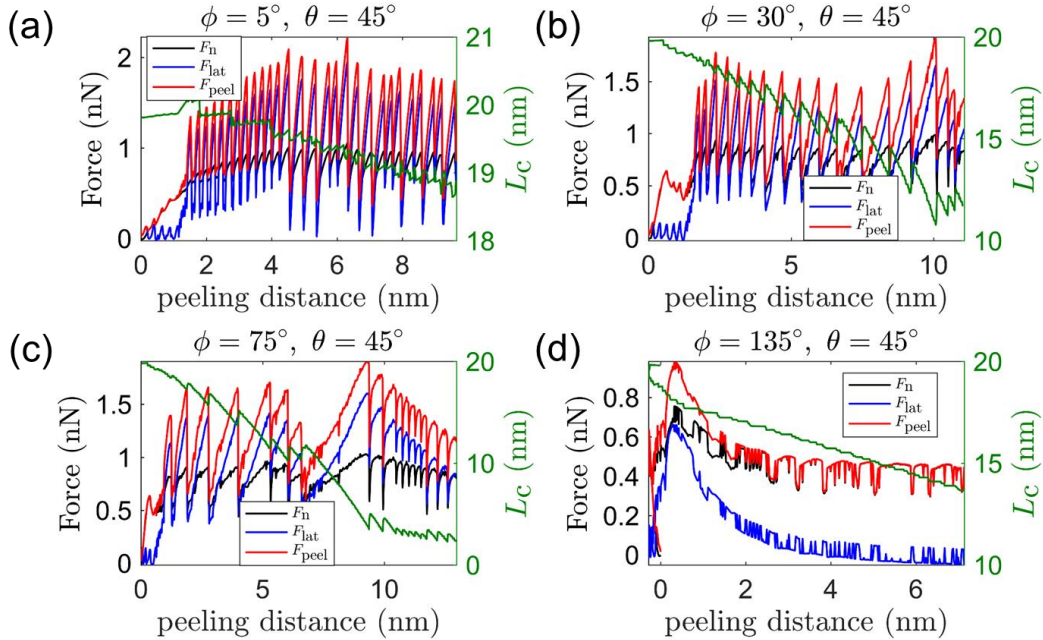 (a)
ϕ = 5°, θ = 45°
Force (nN)
2
1
0
F_n
F_lat
F_peel
21
20
19
18
L_c (nm)
0 2 4 6 8
peeling distance (nm)
(b)
ϕ = 30°, θ = 45°
Force (nN)
1.5
1
0.5
0
F_n
F_lat
F_peel
20
15
10
L_c (nm)
0 5 10
peeling distance (nm)
(c)
ϕ = 75°, θ = 45°
Force (nN)
1.5
1
0.5
0
F_n
F_lat
F_peel
20
10
0
L_c (nm)
0 5 10
peeling distance (nm)
(d)
ϕ = 135°, θ = 45°
Force (nN)
0.8
0.6
0.4
0.2
0
F_n
F_lat
F_peel
20
15
10
L_c (nm)
0 2 4 6
peeling distance (nm)